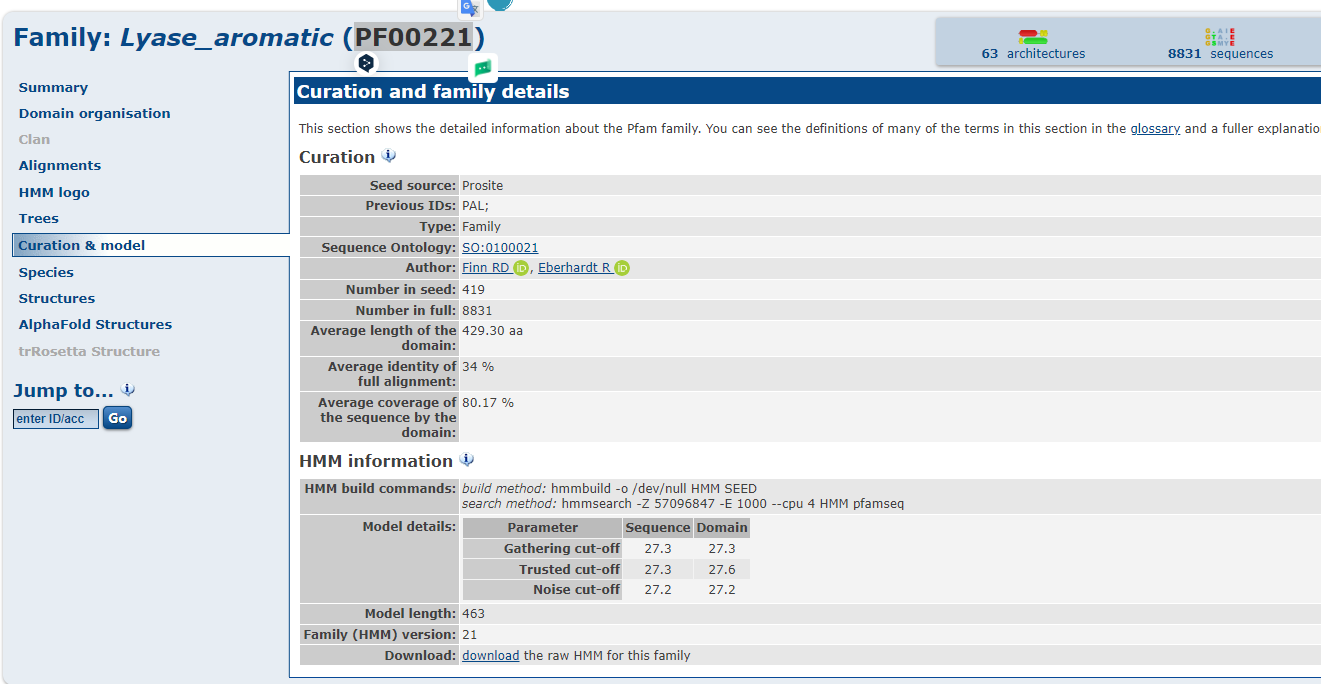 Family: Lyase_aromatic (PF00221)
63 architectures
8831 sequences
Summary
Domain organisation
Clan
Alignments
HMM logo
Trees
Curation & model
Species
Structures
AlphaFold Structures
trRosetta Structure
Jump to...
enter ID/acc Go
Curation and family details
This section shows the detailed information about the Pfam family. You can see the definitions of many of the terms in this section in the glossary and a fuller explanatio
Curation
Seed source: Prosite
Previous IDs: PAL;
Type: Family
Sequence Ontology: SO:0100021
Author: Finn RD iD, Eberhardt R iD
Number in seed: 419
Number in full: 8831
Average length of the 429.30 aa
domain:
Average identity of 34 %
full alignment:
Average coverage of 80.17 %
the sequence by the
domain:
HMM information
HMM build commands: build method: hmmbuild -o /dev/null HMM SEED
search method: hmmsearch -Z 57096847 -E 1000 --cpu 4 HMM pfamseq
Model details: Parameter Sequence Domain
Gathering cut-off 27.3 27.3
Trusted cut-off 27.3 27.6
Noise cut-off 27.2 27.2
Model length: 463
Family (HMM) version: 21
Download: download the raw HMM for this family